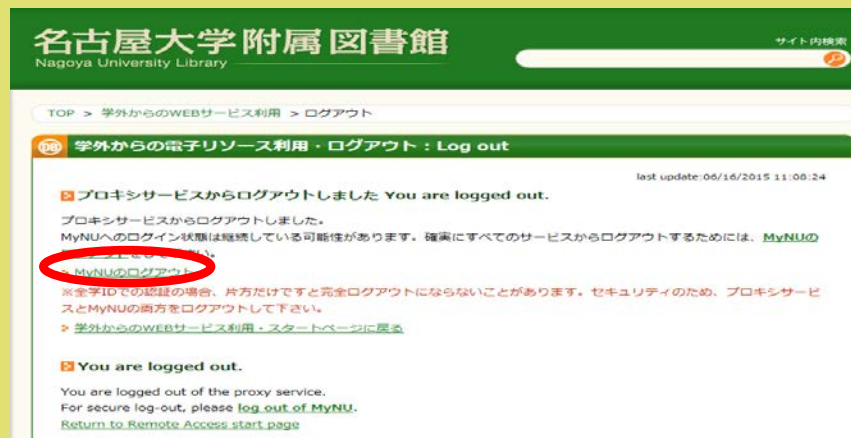 名古屋大学附属図書館
Nagoya University Library
サイト内検索
TOP > 学外からのWEBサービス利用 > ログアウト
DB 学外からの電子リソース利用・ログアウト：Log out
last update:06/16/2015 11:08:24
プロキシサービスからログアウトしました You are logged out.
プロキシサービスからログアウトしました。
MyNUへのログイン状態は継続している可能性があります。確実にすべてのサービスからログアウトするためには、MyNUの
い。
MyNUのログアウト
※全学IDでの認証の場合、片方だけですと完全ログアウトにならないことがあります。セキュリティのため、プロキシサービ
スとMyNUの両方をログアウトして下さい。
学外からのWEBサービス利用・スタートページに戻る
You are logged out.
You are logged out of the proxy service.
For secure log-out, please log out of MyNU.
Return to Remote Access start page